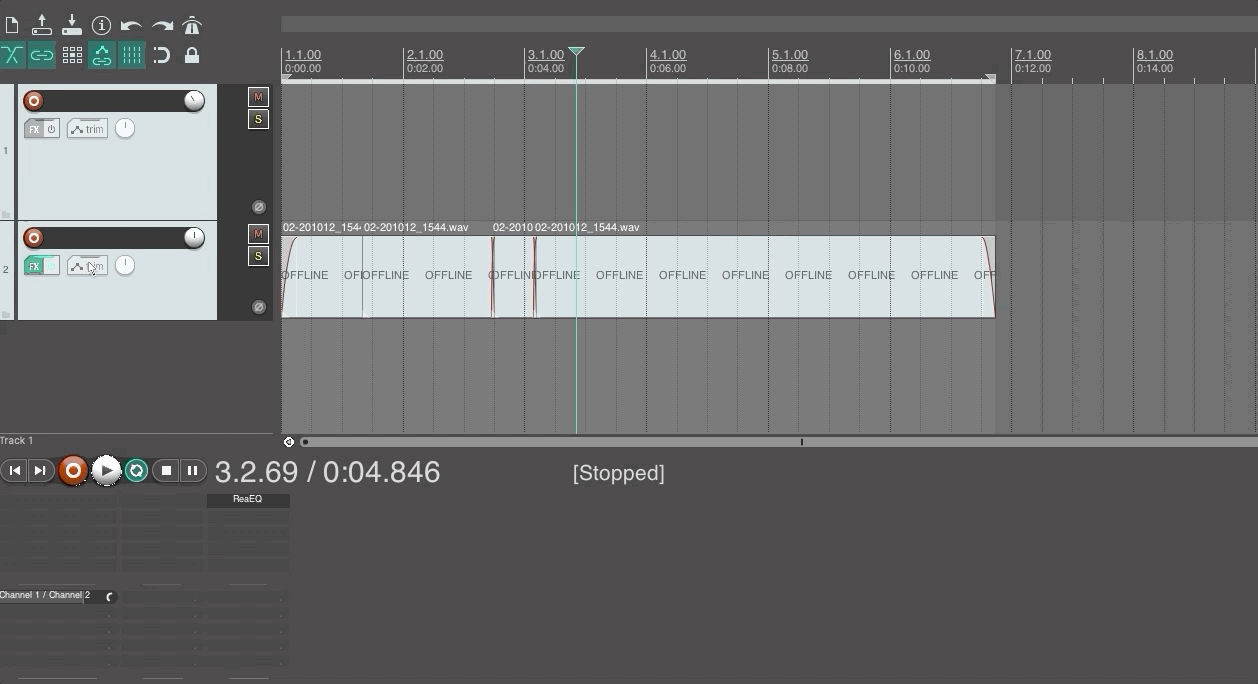 1.1.00 2.1.00 3.1.00 4.1.00 5.1.00 6.1.00 7.1.00 8.1.00
0:00.00 0:02.00 0:04.00 0:06.00 0:08.00 0:10.00 0:12.00 0:14.00
M
S
FX trim
1
02-201012_154 02-201012_1544.wav 02-2010 02-201012_1544.wav
M
S
FX
2
OFFLINE OFF OFFLINE OFFLINE OFFLINE OFFLINE OFFLINE OFFLINE OFFLINE OFFLINE OFFLINE OFFLINE OFF
Track 1
3.2.69 / 0:04.846 [Stopped]
ReaEQ
Channel 1 / Channel 2